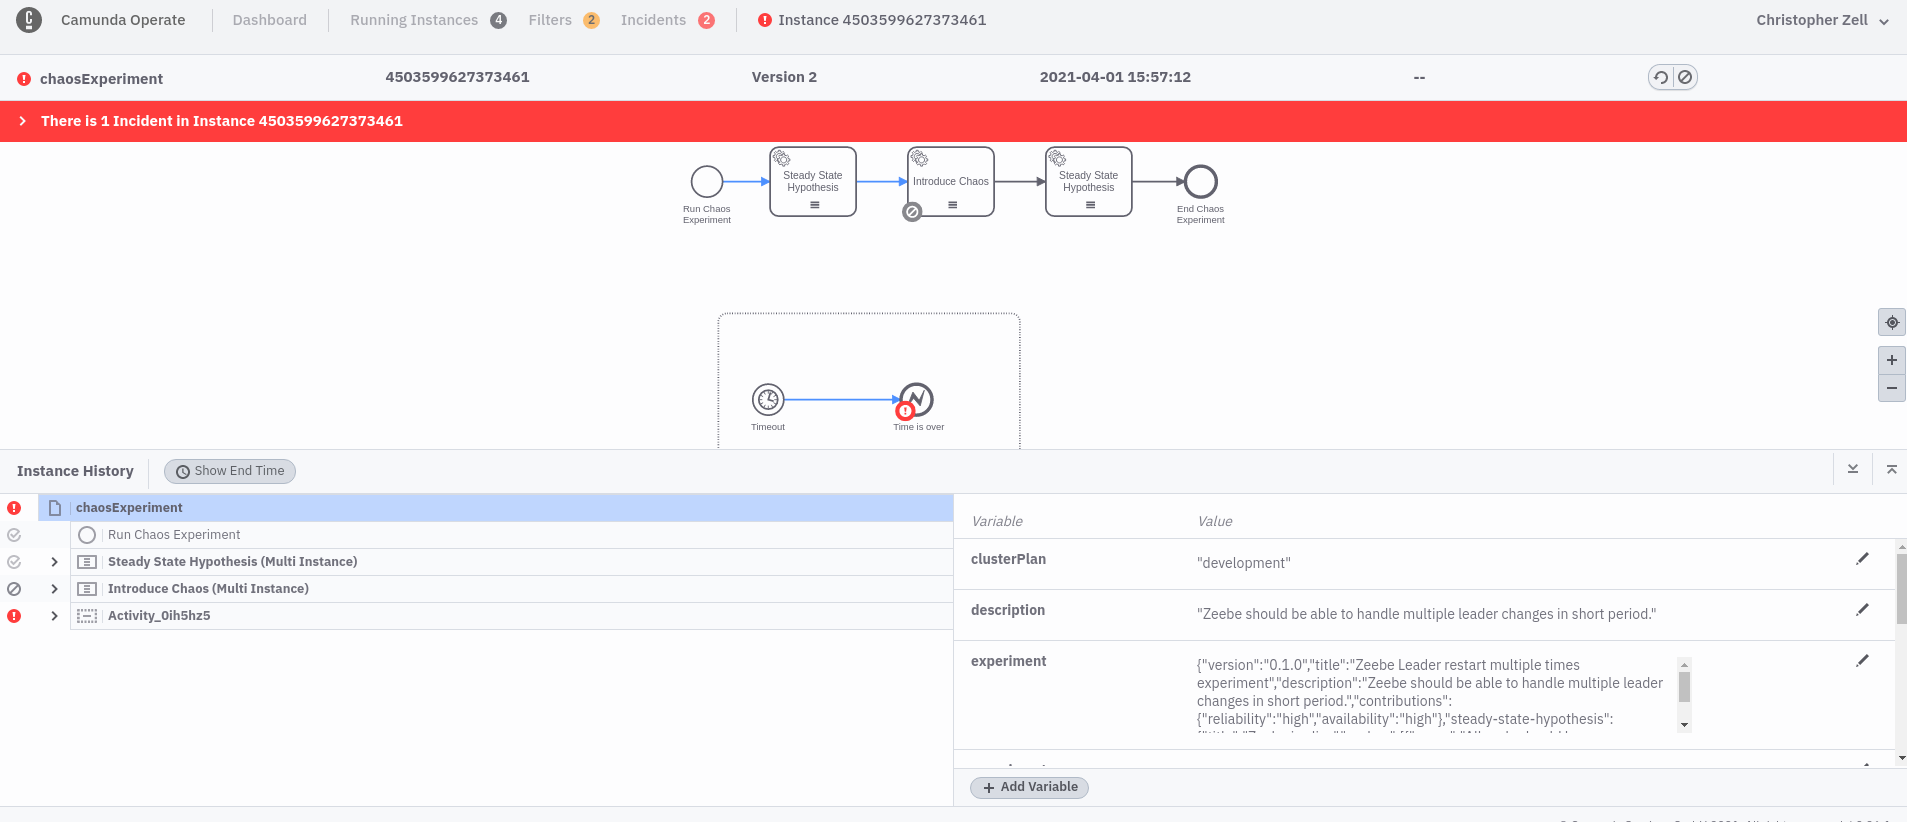 Camunda Operate Dashboard Running Instances 4 Filters 2 Incidents 2 Instance 4503599627373461 Christopher Zell
chaosExperiment 4503599627373461 Version 2 2021-04-01 15:57:12 --
There is 1 Incident in Instance 4503599627373461
Steady State
Hypothesis
Introduce Chaos
Steady State
Hypothesis
Run Chaos
Experiment
End Chaos
Experiment
Timeout
Time is over
Instance History
Show End Time
chaosExperiment
Run Chaos Experiment
Steady State Hypothesis (Multi Instance)
Introduce Chaos (Multi Instance)
Activity_0ih5hz5
Variable Value
clusterPlan "development"
description "Zeebe should be able to handle multiple leader changes in short period."
experiment {"version":"0.1.0","title":"Zeebe Leader restart multiple times
experiment","description":"Zeebe should be able to handle multiple leader
changes in short period.","contributions":
{"reliability":"high","availability":"high"},"steady-state-hypothesis":
Add Variable